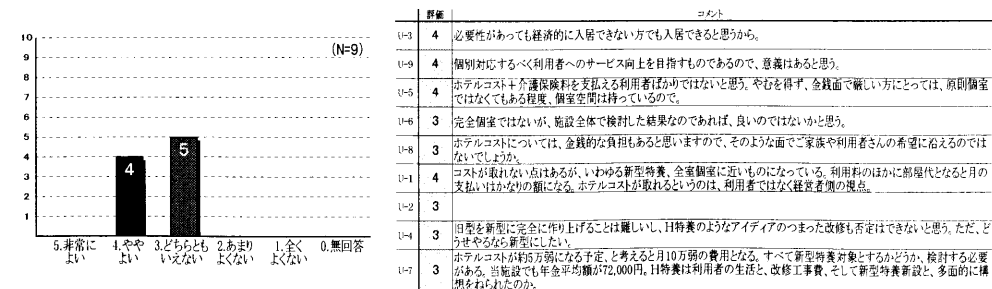 (N=9)
10
9
8
7
6
5
4
3
2
1
4
5
5.非常に
よい
4.やや
よい
3.どちらとも
いえない
2.あまり
よくない
1.全く
よくない
0.無回答
評価 コメント
U-3 4 必要性があっても経済的に入居できない方でも入居できると思うから。
U-9 4 個別対応するべく利用者へのサービス向上を目指すものであるので、意義はあると思う。
U-5 4 ホテルコスト+介護保険料を支払える利用者ばかりではないと思う。やむを得ず、金銭面で厳しい方にとっては、原則個室
ではなくてもある程度、個室空間は持っているので。
U-6 3 完全個室ではないが、施設全体で検討した結果なのであれば、良いのではないかと思う。
U-8 3 ホテルコストについては、金銭的な負担もあると思いますので、そのような面でご家族や利用者さんの希望に沿えるのでは
ないでしょうか。
U-1 4 コストが取れない点はあるが、いわゆる新型特養、全室個室に近いものになっている。利用料のほかに部屋代となると月の
支払いはかなりの額になる。ホテルコストが取れるというのは、利用者ではなく経営者側の視点。
U-2 3
U-4 3 旧型を新型に完全に作り上げることは難しいし、H特養のようなアイディアのつまった改修も否定はできないと思う。ただ、ど
うせやるなら新型にしたい。
U-7 3 ホテルコストが約5万弱になる予定、と考えると月10万弱の費用となる。すべて新型特養対象とするかどうか、検討する必要
がある。当施設でも年金平均額が72,000円。H特養は利用者の生活と、改修工事費、そして新型特養新設と、多面的に構
想をねられたのか。